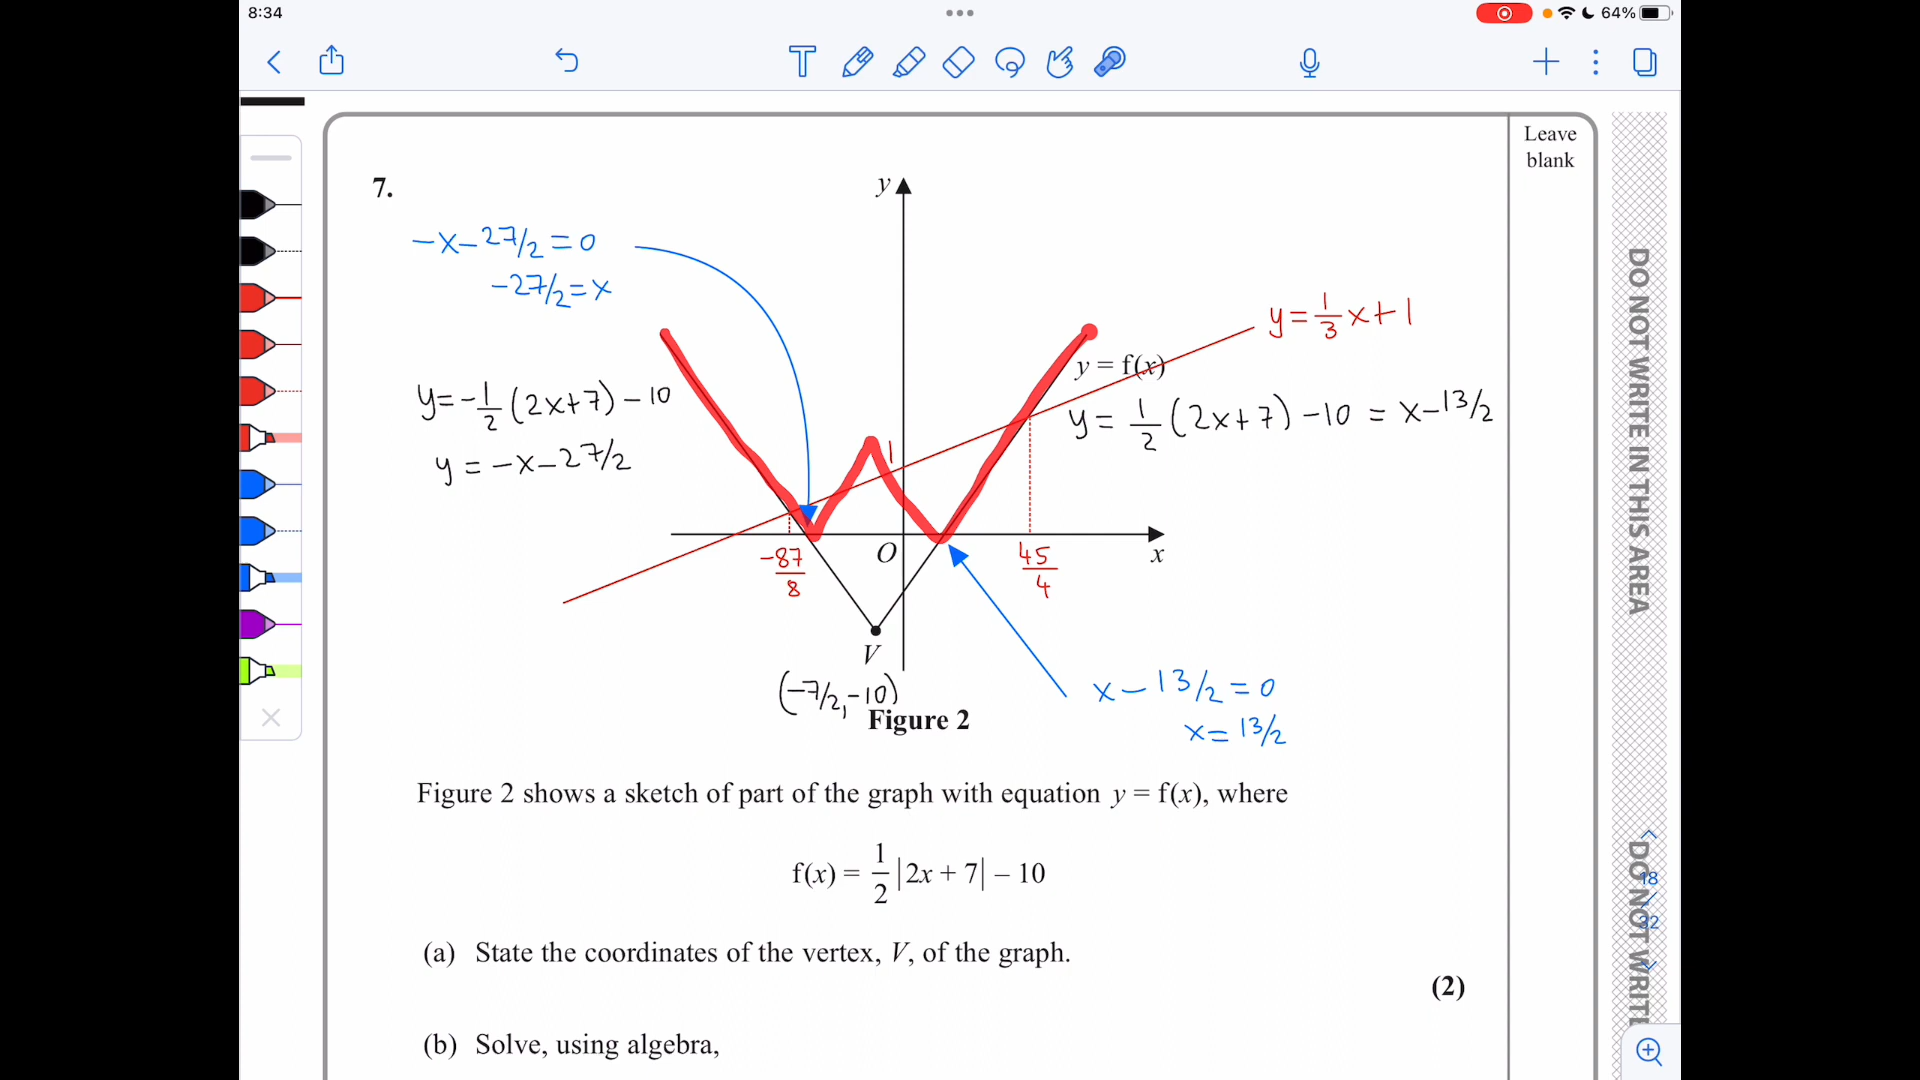 8:34
64%
T
Leave
blank
7.
y
−x−27/2=0
−27/2=x
y=1/3x+1
y = f(x)
y=−1/2(2x+7)−10
y = 1/2(2x+7)−10 = x−13/2
1
y = −x−27/2
O
x
−87/8
45/4
V
(−7/2,−10)
x−13/2=0
x=13/2
Figure 2
Figure 2 shows a sketch of part of the graph with equation y = f(x), where
f(x) = 1/2|2x + 7| – 10
(a) State the coordinates of the vertex, V, of the graph.
(2)
(b) Solve, using algebra,
DO NOT WRITE IN THIS AREA
DO NOT WRITE
18
/
32